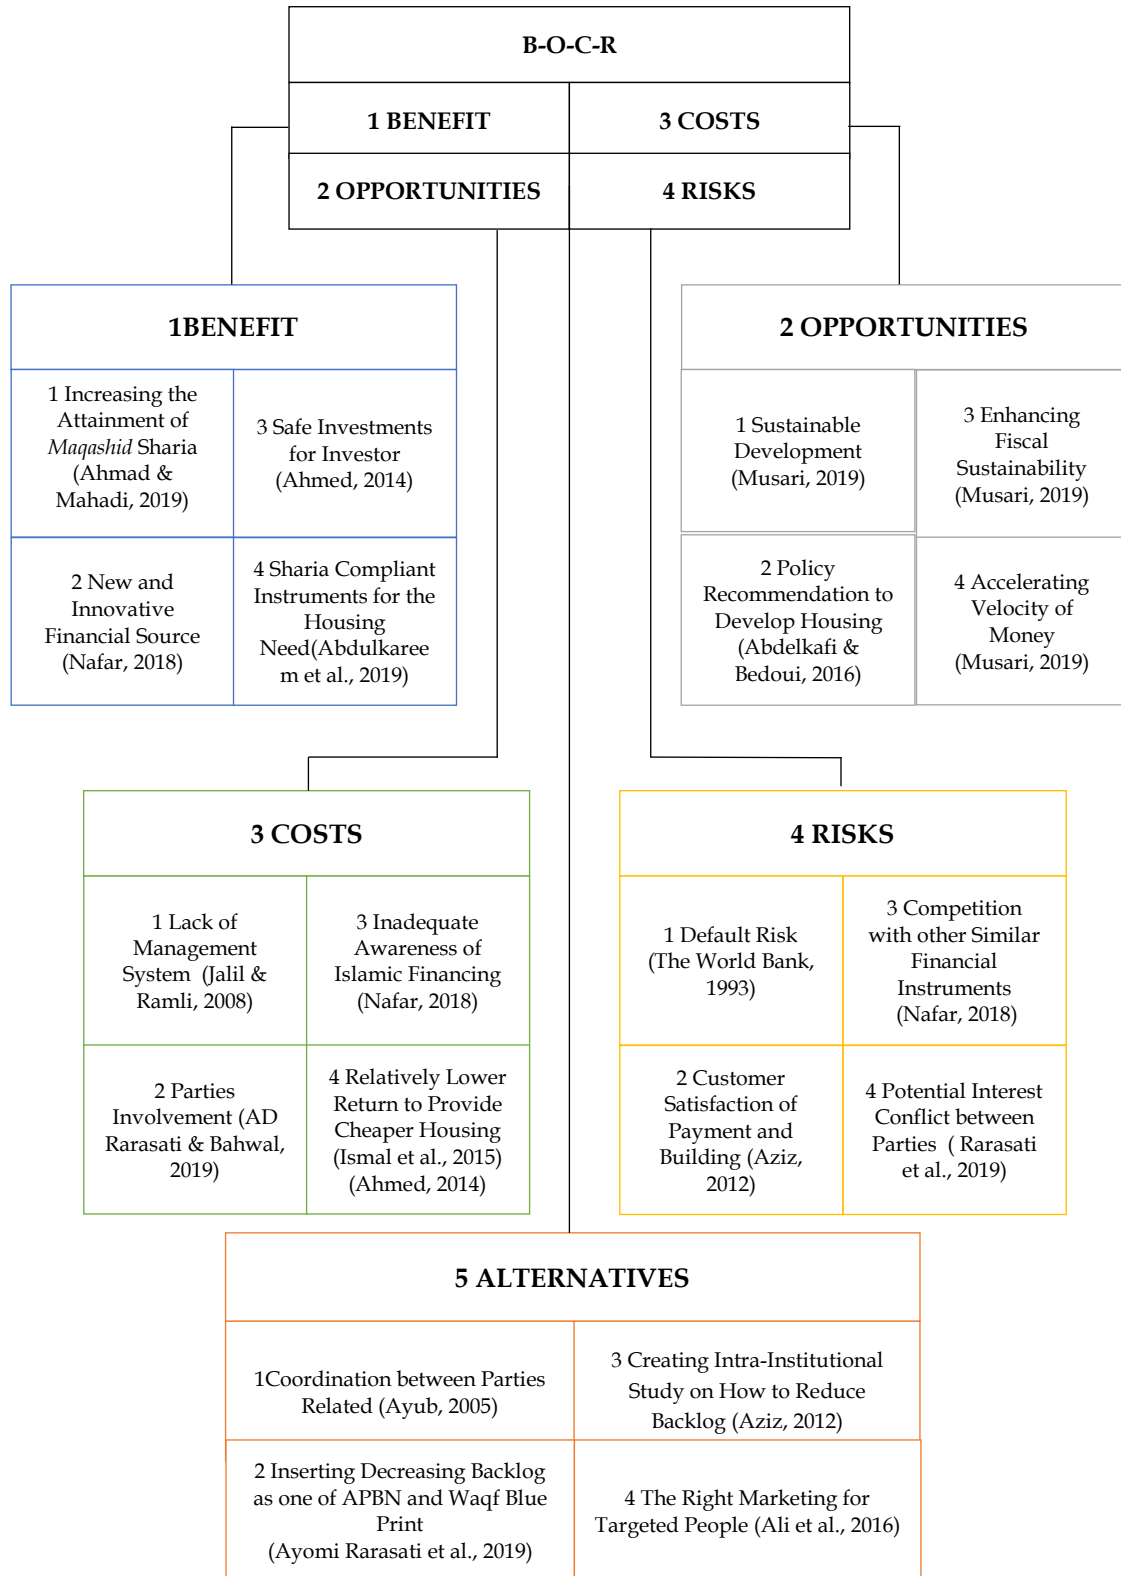 B-O-C-R
1 BENEFIT
3 COSTS
2 OPPORTUNITIES
4 RISKS
1BENEFIT
1 Increasing the
Attainment of
Maqashid Sharia
(Ahmad &
Mahadi, 2019)
3 Safe Investments
for Investor
(Ahmed, 2014)
2 New and
Innovative
Financial Source
(Nafar, 2018)
4 Sharia Compliant
Instruments for the
Housing
Need(Abdulkaree
m et al., 2019)
2 OPPORTUNITIES
1 Sustainable
Development
(Musari, 2019)
3 Enhancing
Fiscal
Sustainability
(Musari, 2019)
2 Policy
Recommendation to
Develop Housing
(Abdelkafi &
Bedoui, 2016)
4 Accelerating
Velocity of
Money
(Musari, 2019)
3 COSTS
1 Lack of
Management
System (Jalil &
Ramli, 2008)
3 Inadequate
Awareness of
Islamic Financing
(Nafar, 2018)
2 Parties
Involvement (AD
Rarasati & Bahwal,
2019)
4 Relatively Lower
Return to Provide
Cheaper Housing
(Ismal et al., 2015)
(Ahmed, 2014)
4 RISKS
1 Default Risk
(The World Bank,
1993)
3 Competition
with other Similar
Financial
Instruments
(Nafar, 2018)
2 Customer
Satisfaction of
Payment and
Building (Aziz,
2012)
4 Potential Interest
Conflict between
Parties ( Rarasati
et al., 2019)
5 ALTERNATIVES
1Coordination between Parties
Related (Ayub, 2005)
3 Creating Intra-Institutional
Study on How to Reduce
Backlog (Aziz, 2012)
2 Inserting Decreasing Backlog
as one of APBN and Waqf Blue
Print
(Ayomi Rarasati et al., 2019)
4 The Right Marketing for
Targeted People (Ali et al., 2016)